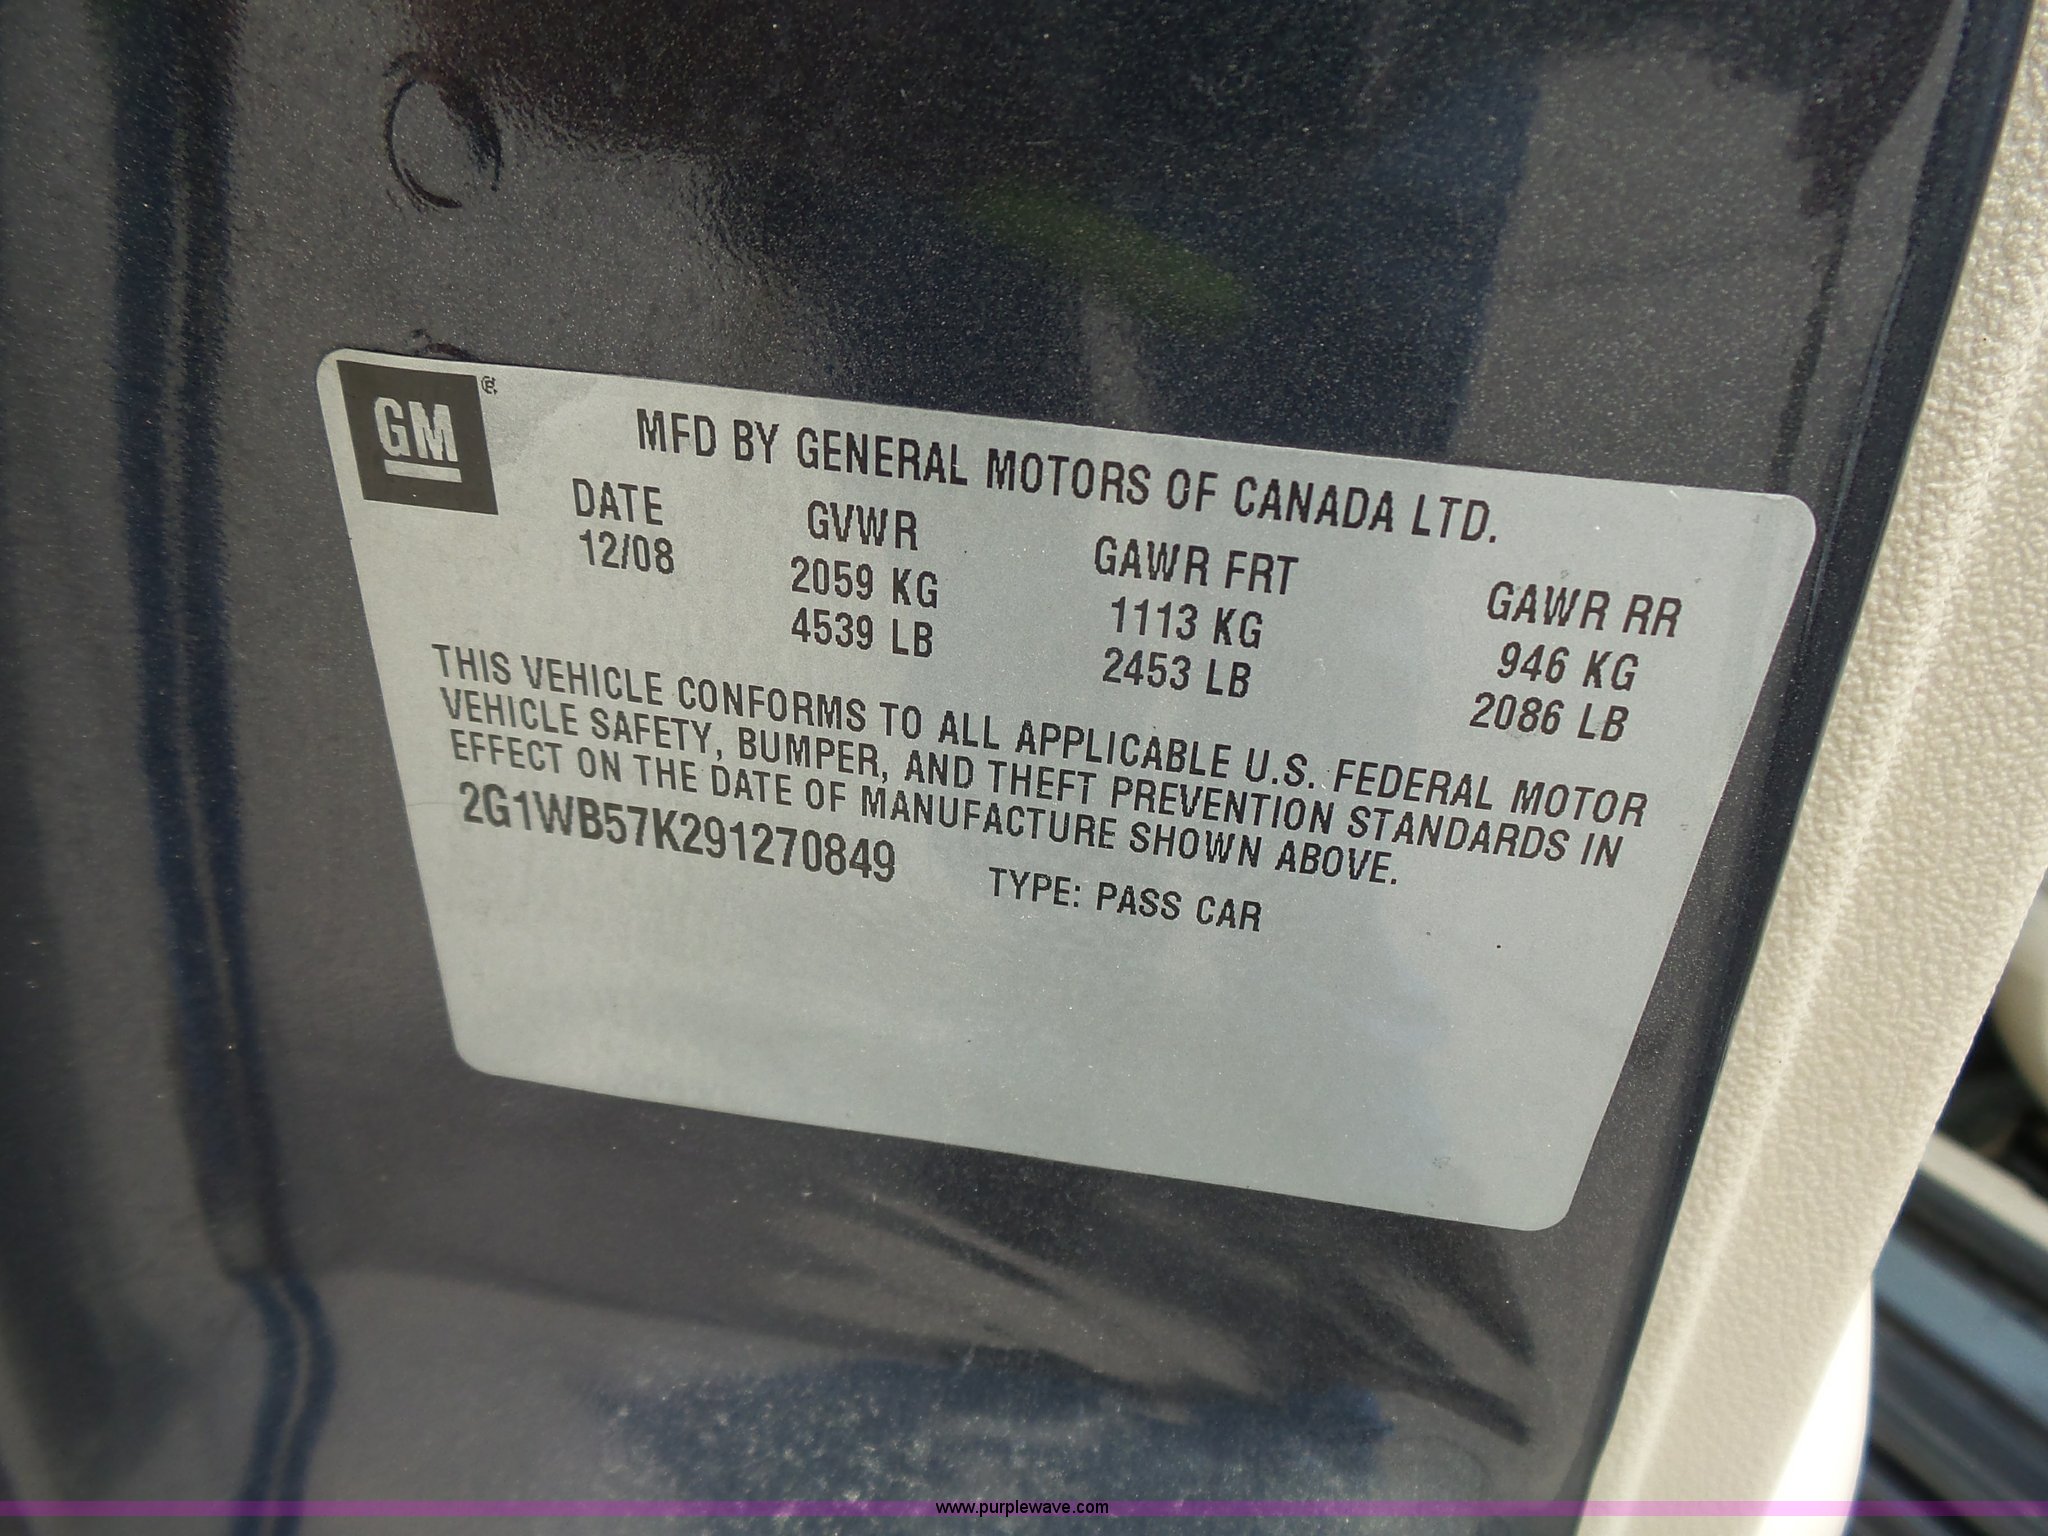 GM
MFD BY GENERAL MOTORS OF CANADA LTD.
DATE GVWR GAWR FRT GAWR RR
12/08 2059 KG 1113 KG 946 KG
4539 LB 2453 LB 2086 LB
THIS VEHICLE CONFORMS TO ALL APPLICABLE U.S. FEDERAL MOTOR
VEHICLE SAFETY, BUMPER, AND THEFT PREVENTION STANDARDS IN
EFFECT ON THE DATE OF MANUFACTURE SHOWN ABOVE.
2G1WB57K291270849 TYPE: PASS CAR
www.purplewave.com